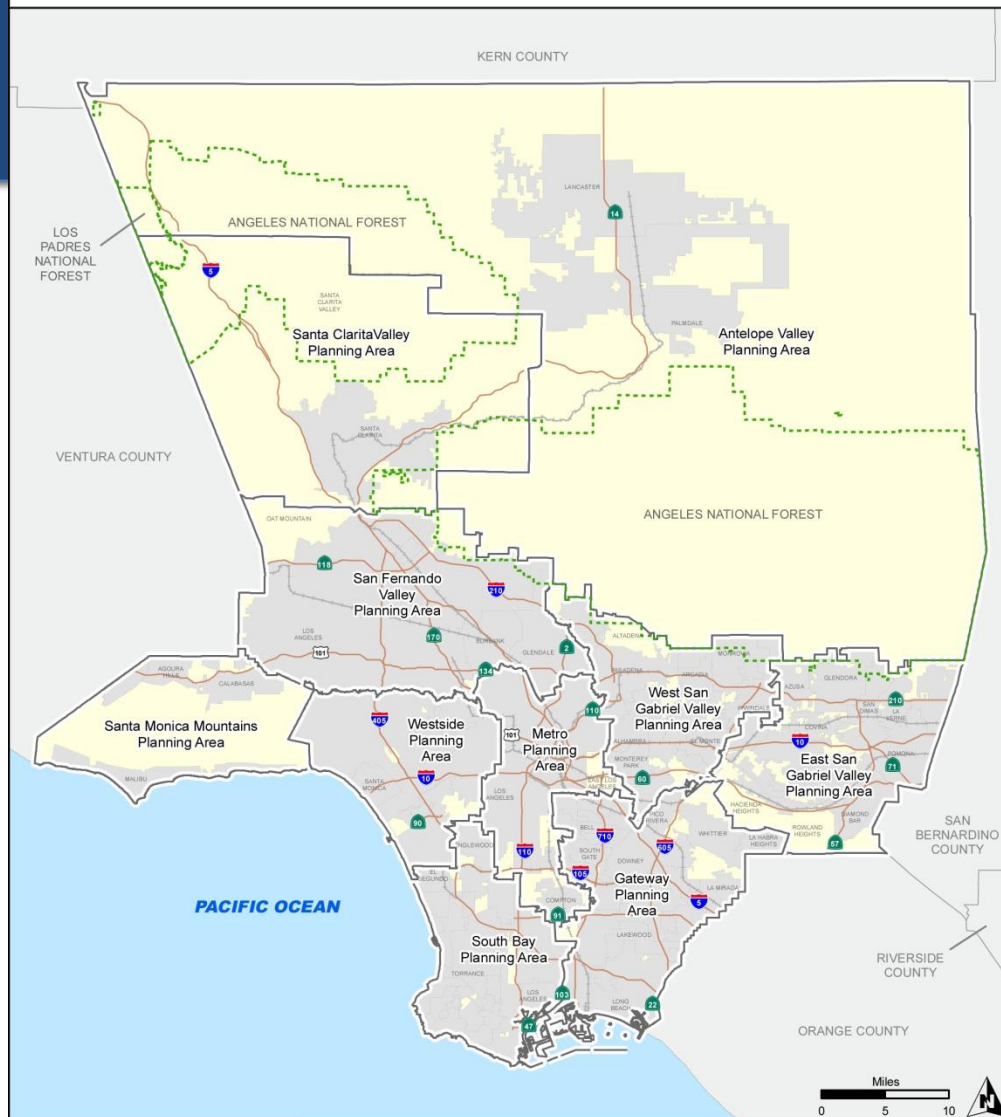 KERN COUNTY
LANCASTER
14
ANGELES NATIONAL FOREST
LOS
PADRES
NATIONAL
FOREST
5
SANTA
CLARITA
VALLEY
Santa ClaritaValley
Planning Area
PALMDALE
Antelope Valley
Planning Area
SANTA
CLARITA
VENTURA COUNTY
ANGELES NATIONAL FOREST
OAT MOUNTAIN
118
San Fernando
Valley
Planning Area
210
LOS
ANGELES
170
BURBANK
GLENDALE
2
101
134
ALTADENA
PASADENA
ARCADIA
MONROVIA
AZUSA
GLENDORA
SAN
DIMAS
LA
VERNE
210
AGOURA
HILLS
CALABASAS
Santa Monica Mountains
Planning Area
MALIBU
405
Westside
Planning
Area
10
SANTA
MONICA
90
101
Metro
Planning
Area
110
West San
Gabriel Valley
Planning Area
ALHAMBRA
EL MONTE
MONTEREY
PARK
60
IRWINDALE
COVINA
10
POMONA
71
East San
Gabriel Valley
Planning Area
HACIENDA
HEIGHTS
ROWLAND
HEIGHTS
DIAMOND
BAR
57
SAN
BERNARDINO
COUNTY
LOS
ANGELES
EAST LOS
ANGELES
PICO
RIVERA
WHITTIER
LA HABRA
HEIGHTS
BELL
710
SOUTH
GATE
DOWNEY
605
INGLEWOOD
110
105
EL
SEGUNDO
Gateway
Planning
Area
LA MIRADA
5
COMPTON
91
LAKEWOOD
PACIFIC OCEAN
South Bay
Planning Area
TORRANCE
LOS
ANGELES
103
47
LONG
BEACH
22
RIVERSIDE
COUNTY
ORANGE COUNTY
Miles
0 5 10
N